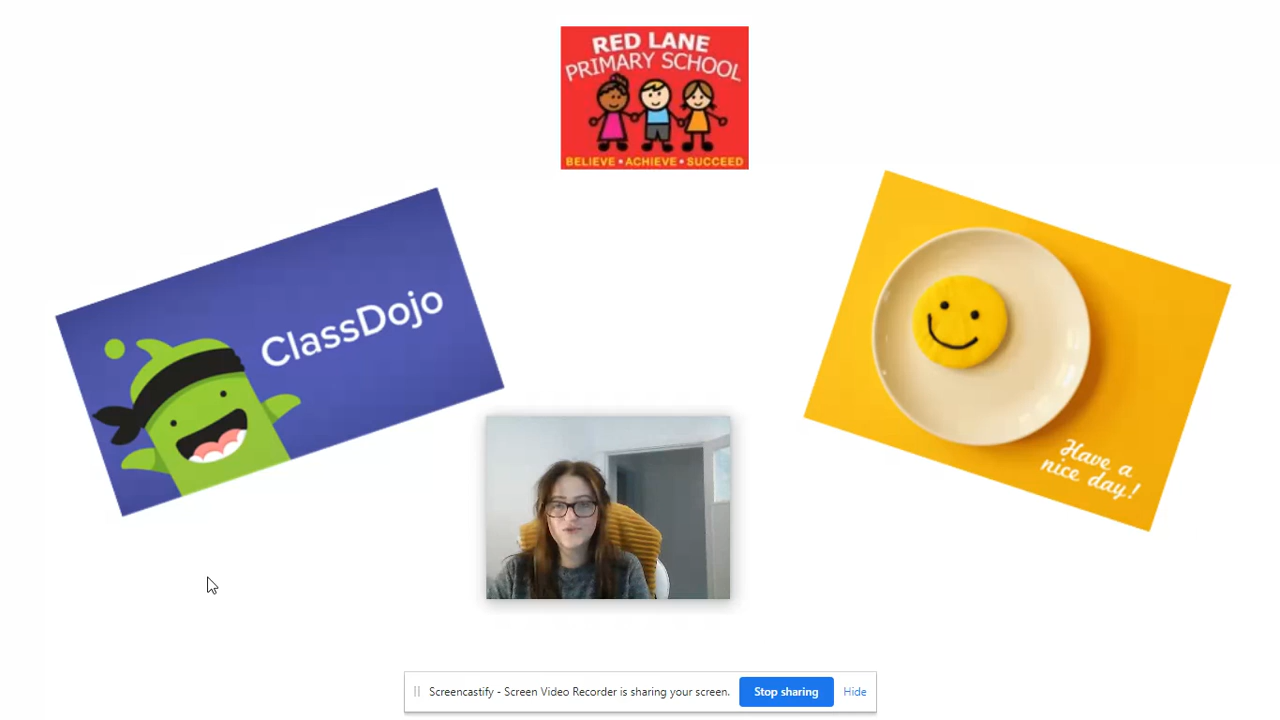 RED LANE
PRIMARY SCHOOL
BELIEVE • ACHIEVE • SUCCEED
ClassDojo
Have a
nice day!
Screencastify - Screen Video Recorder is sharing your screen. Stop sharing Hide